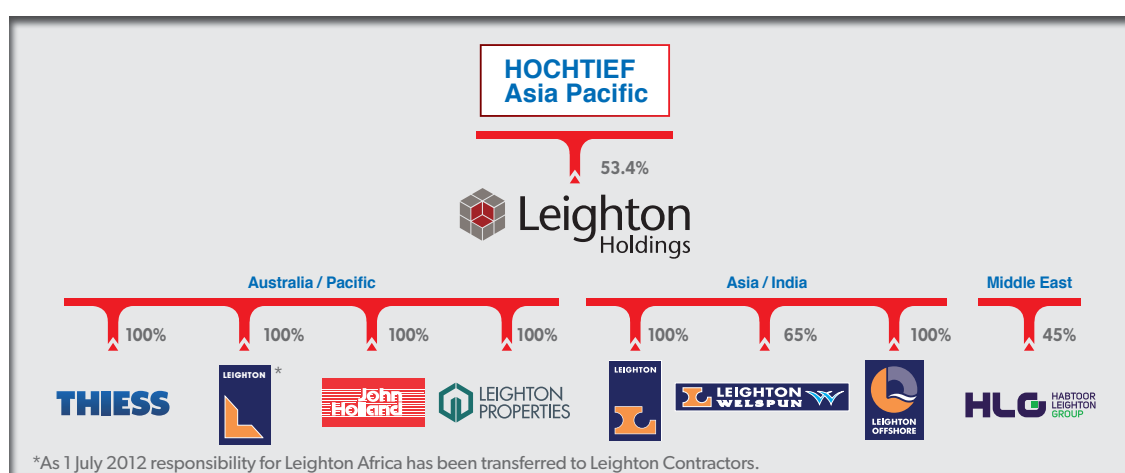 HOCHTIEF
Asia Pacific
53.4%
Leighton
Holdings
Australia / Pacific
Asia / India
Middle East
100%
100%
100%
100%
100%
65%
100%
45%
THIESS
LEIGHTON
*
John
Holland
LEIGHTON
PROPERTIES
LEIGHTON
LEIGHTON
WELSPUN
LEIGHTON
OFFSHORE
HLG
HABTOOR
LEIGHTON
GROUP
*As 1 July 2012 responsibility for Leighton Africa has been transferred to Leighton Contractors.